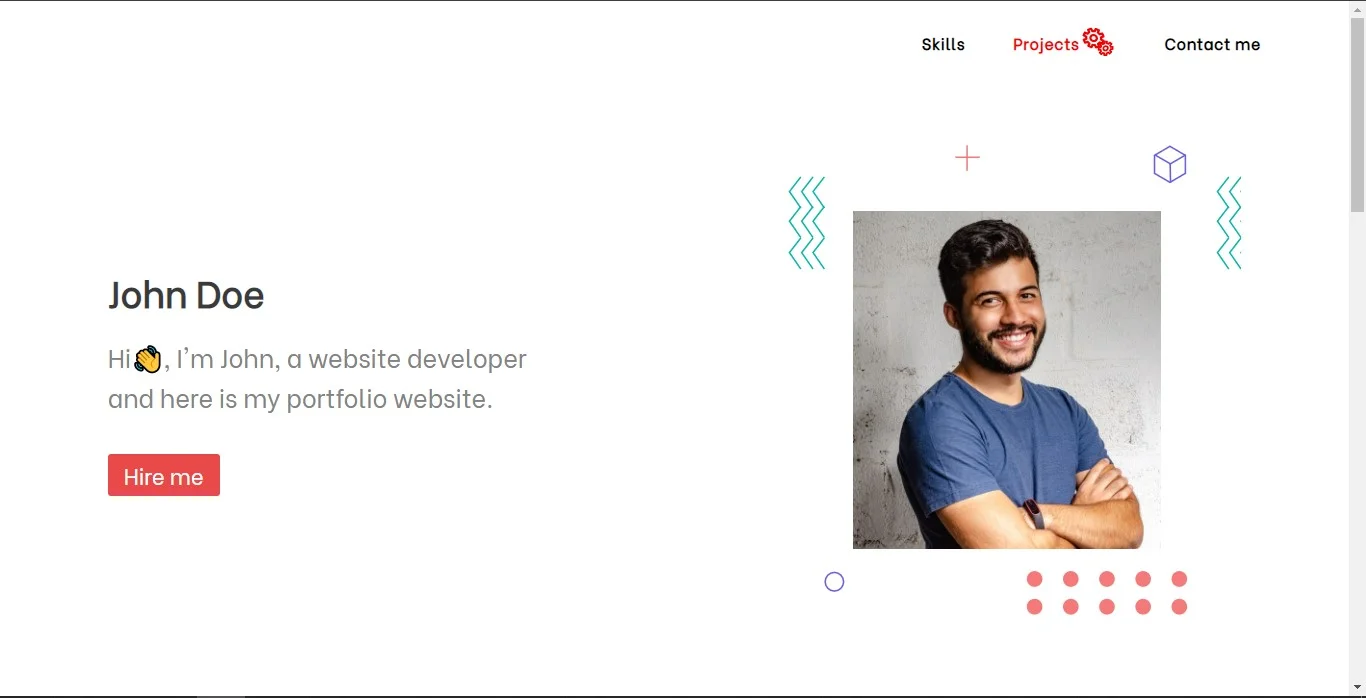 Skills Projects Contact me
John Doe
Hi👋, I’m John, a website developer
and here is my portfolio website.
Hire me